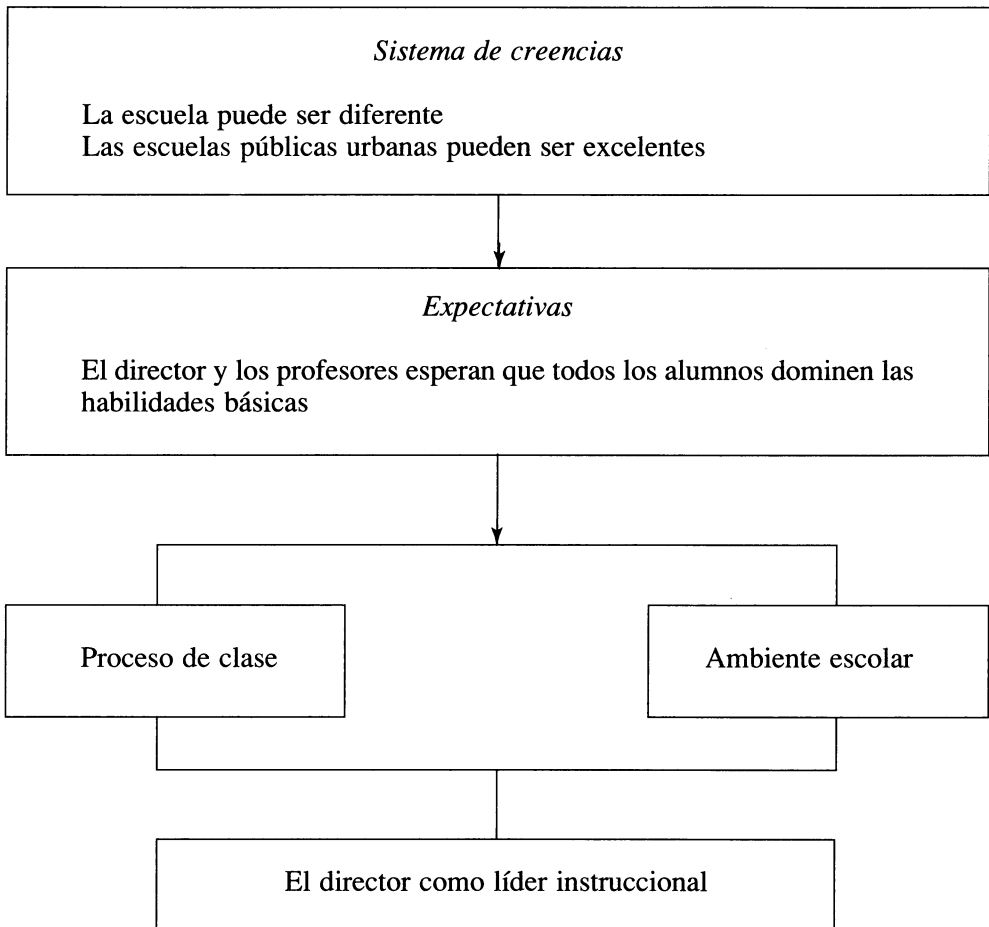 Sistema de creencias
La escuela puede ser diferente
Las escuelas públicas urbanas pueden ser excelentes
Expectativas
El director y los profesores esperan que todos los alumnos dominen las
habilidades básicas
Proceso de clase
Ambiente escolar
El director como líder instruccional